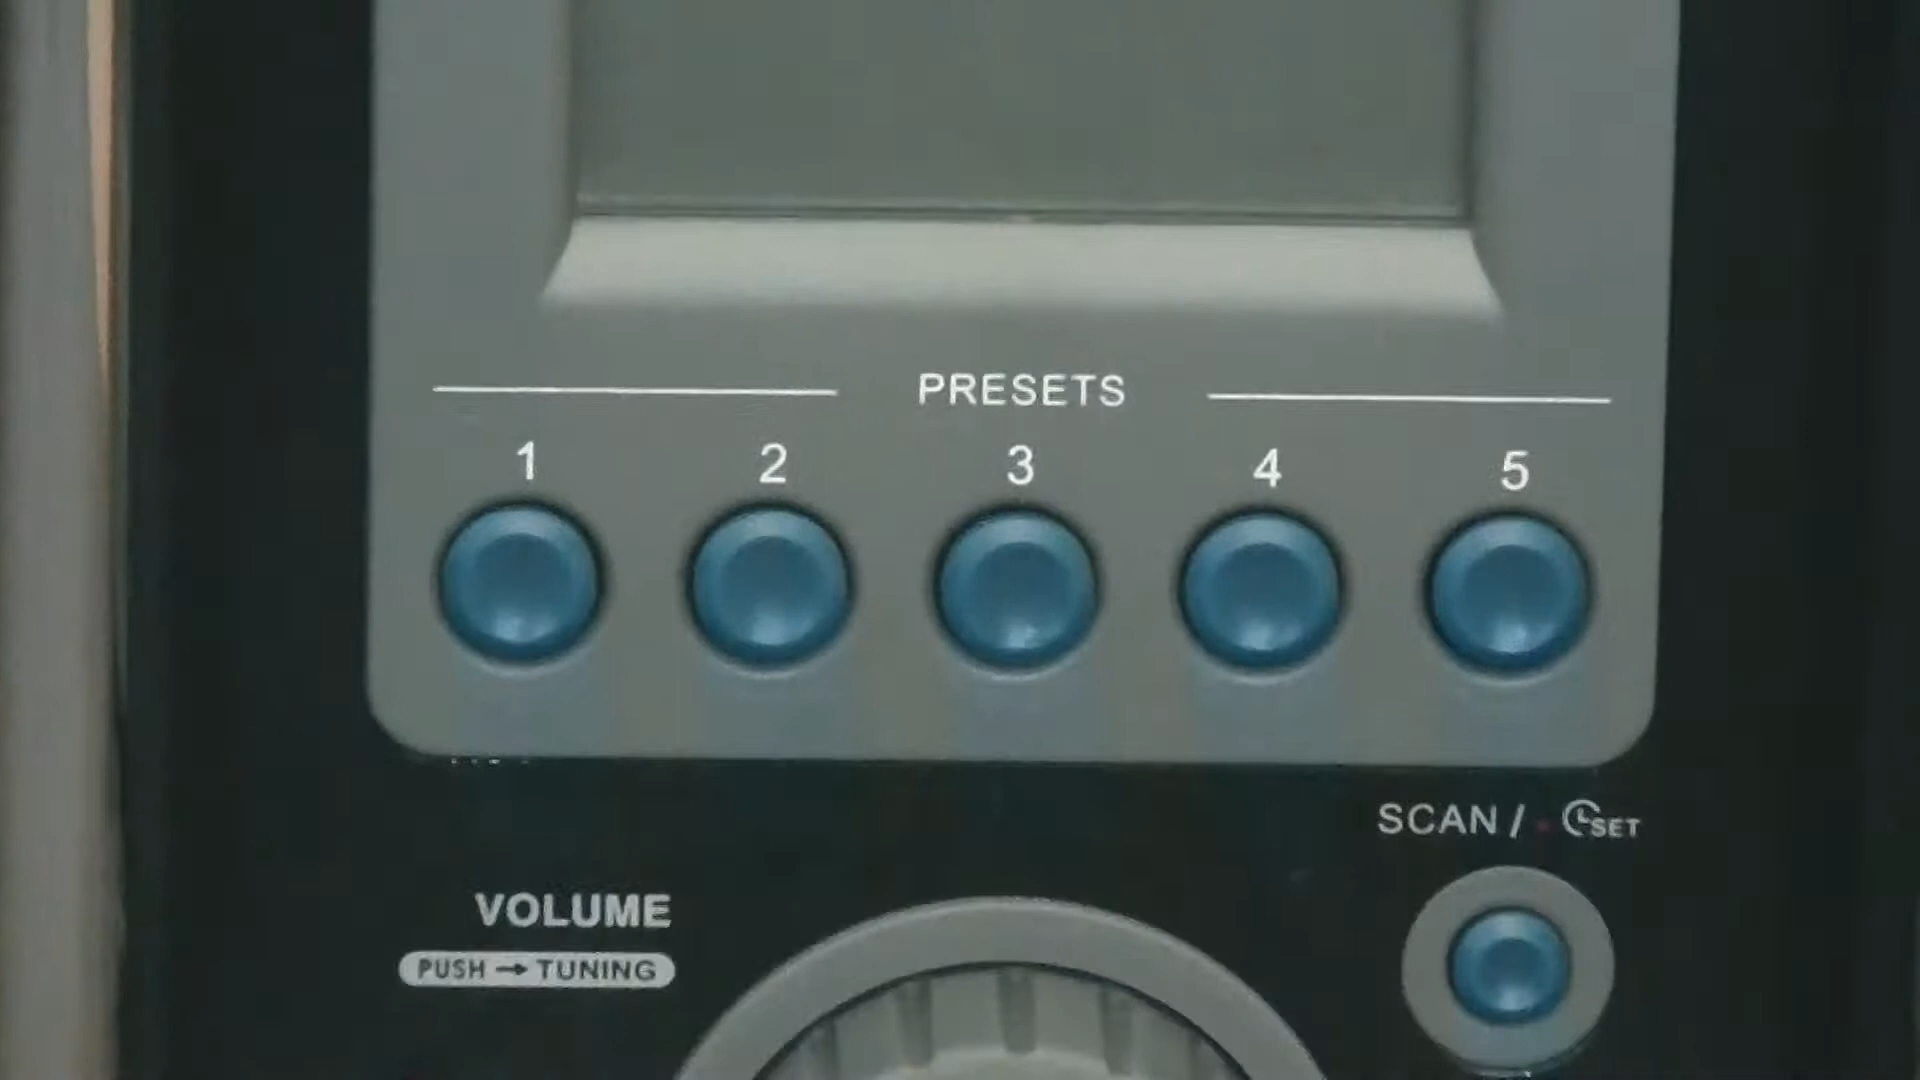 PRESETS
1 2 3 4 5
SCAN / SET
VOLUME
PUSH → TUNING